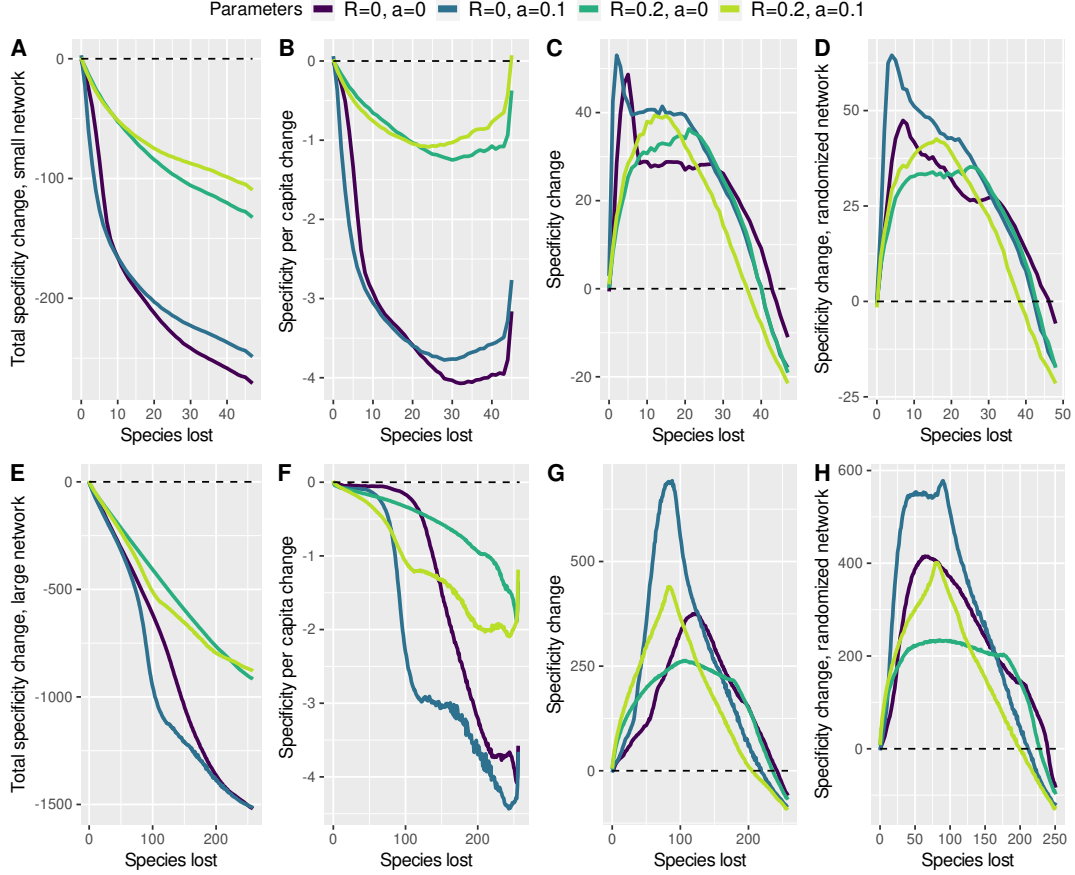 Parameters R=0, a=0 R=0, a=0.1 R=0.2, a=0 R=0.2, a=0.1
A
Total specificity change, small network
0
-100
-200
0 10 20 30 40
Species lost
B
Specificity per capita change
0
-1
-2
-3
-4
0 10 20 30 40
Species lost
C
Specificity change
40
20
0
-20
0 10 20 30 40
Species lost
D
Specificity change, randomized network
50
25
0
-25
0 10 20 30 40 50
Species lost
E
Total specificity change, large network
0
-500
-1000
-1500
0 100 200
Species lost
F
Specificity per capita change
0
-1
-2
-3
-4
0 100 200
Species lost
G
Specificity change
500
250
0
0 100 200
Species lost
H
Specificity change, randomized network
600
400
200
0
0 50 100 150 200 250
Species lost